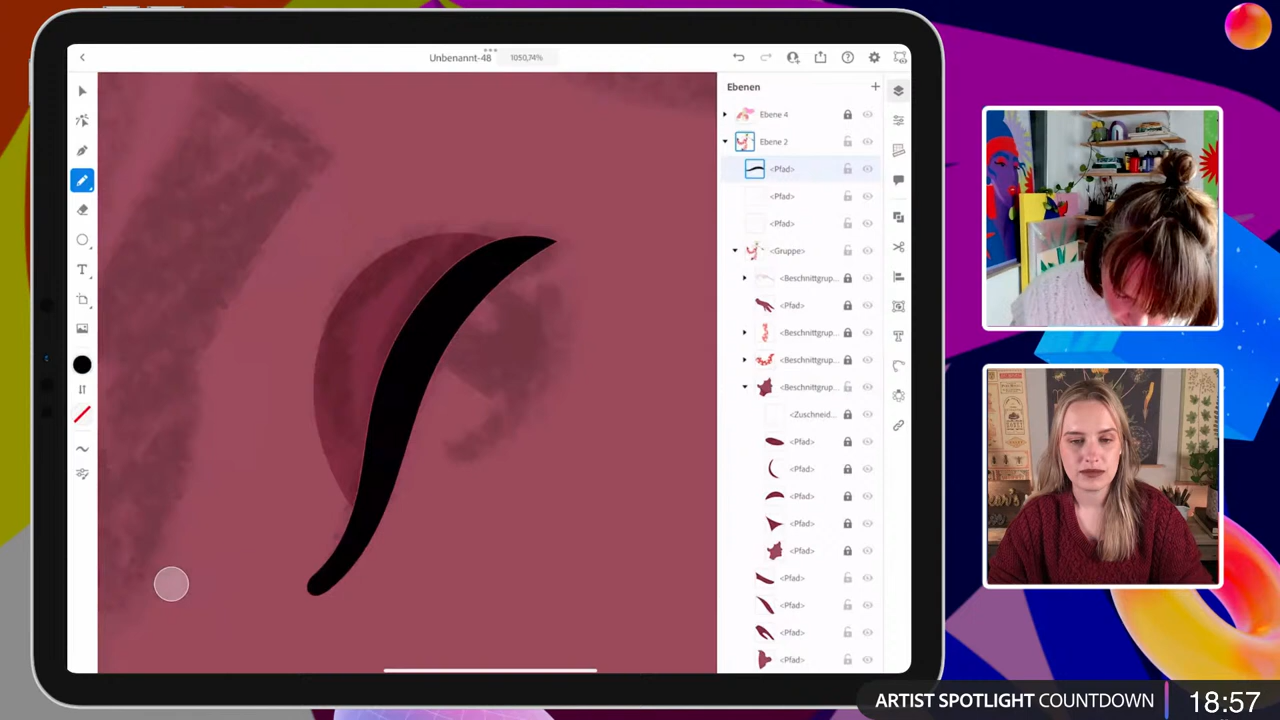 Unbenannt-48
1050,74%
Ebenen
Ebene 4
Ebene 2
<Pfad>
<Pfad>
<Pfad>
<Gruppe>
<Beschnittgrup...
<Pfad>
<Beschnittgrup...
<Beschnittgrup...
<Beschnittgrup...
<Zuschneid...
<Pfad>
<Pfad>
<Pfad>
<Pfad>
<Pfad>
<Pfad>
<Pfad>
<Pfad>
<Pfad>
ARTIST SPOTLIGHT COUNTDOWN
18:57